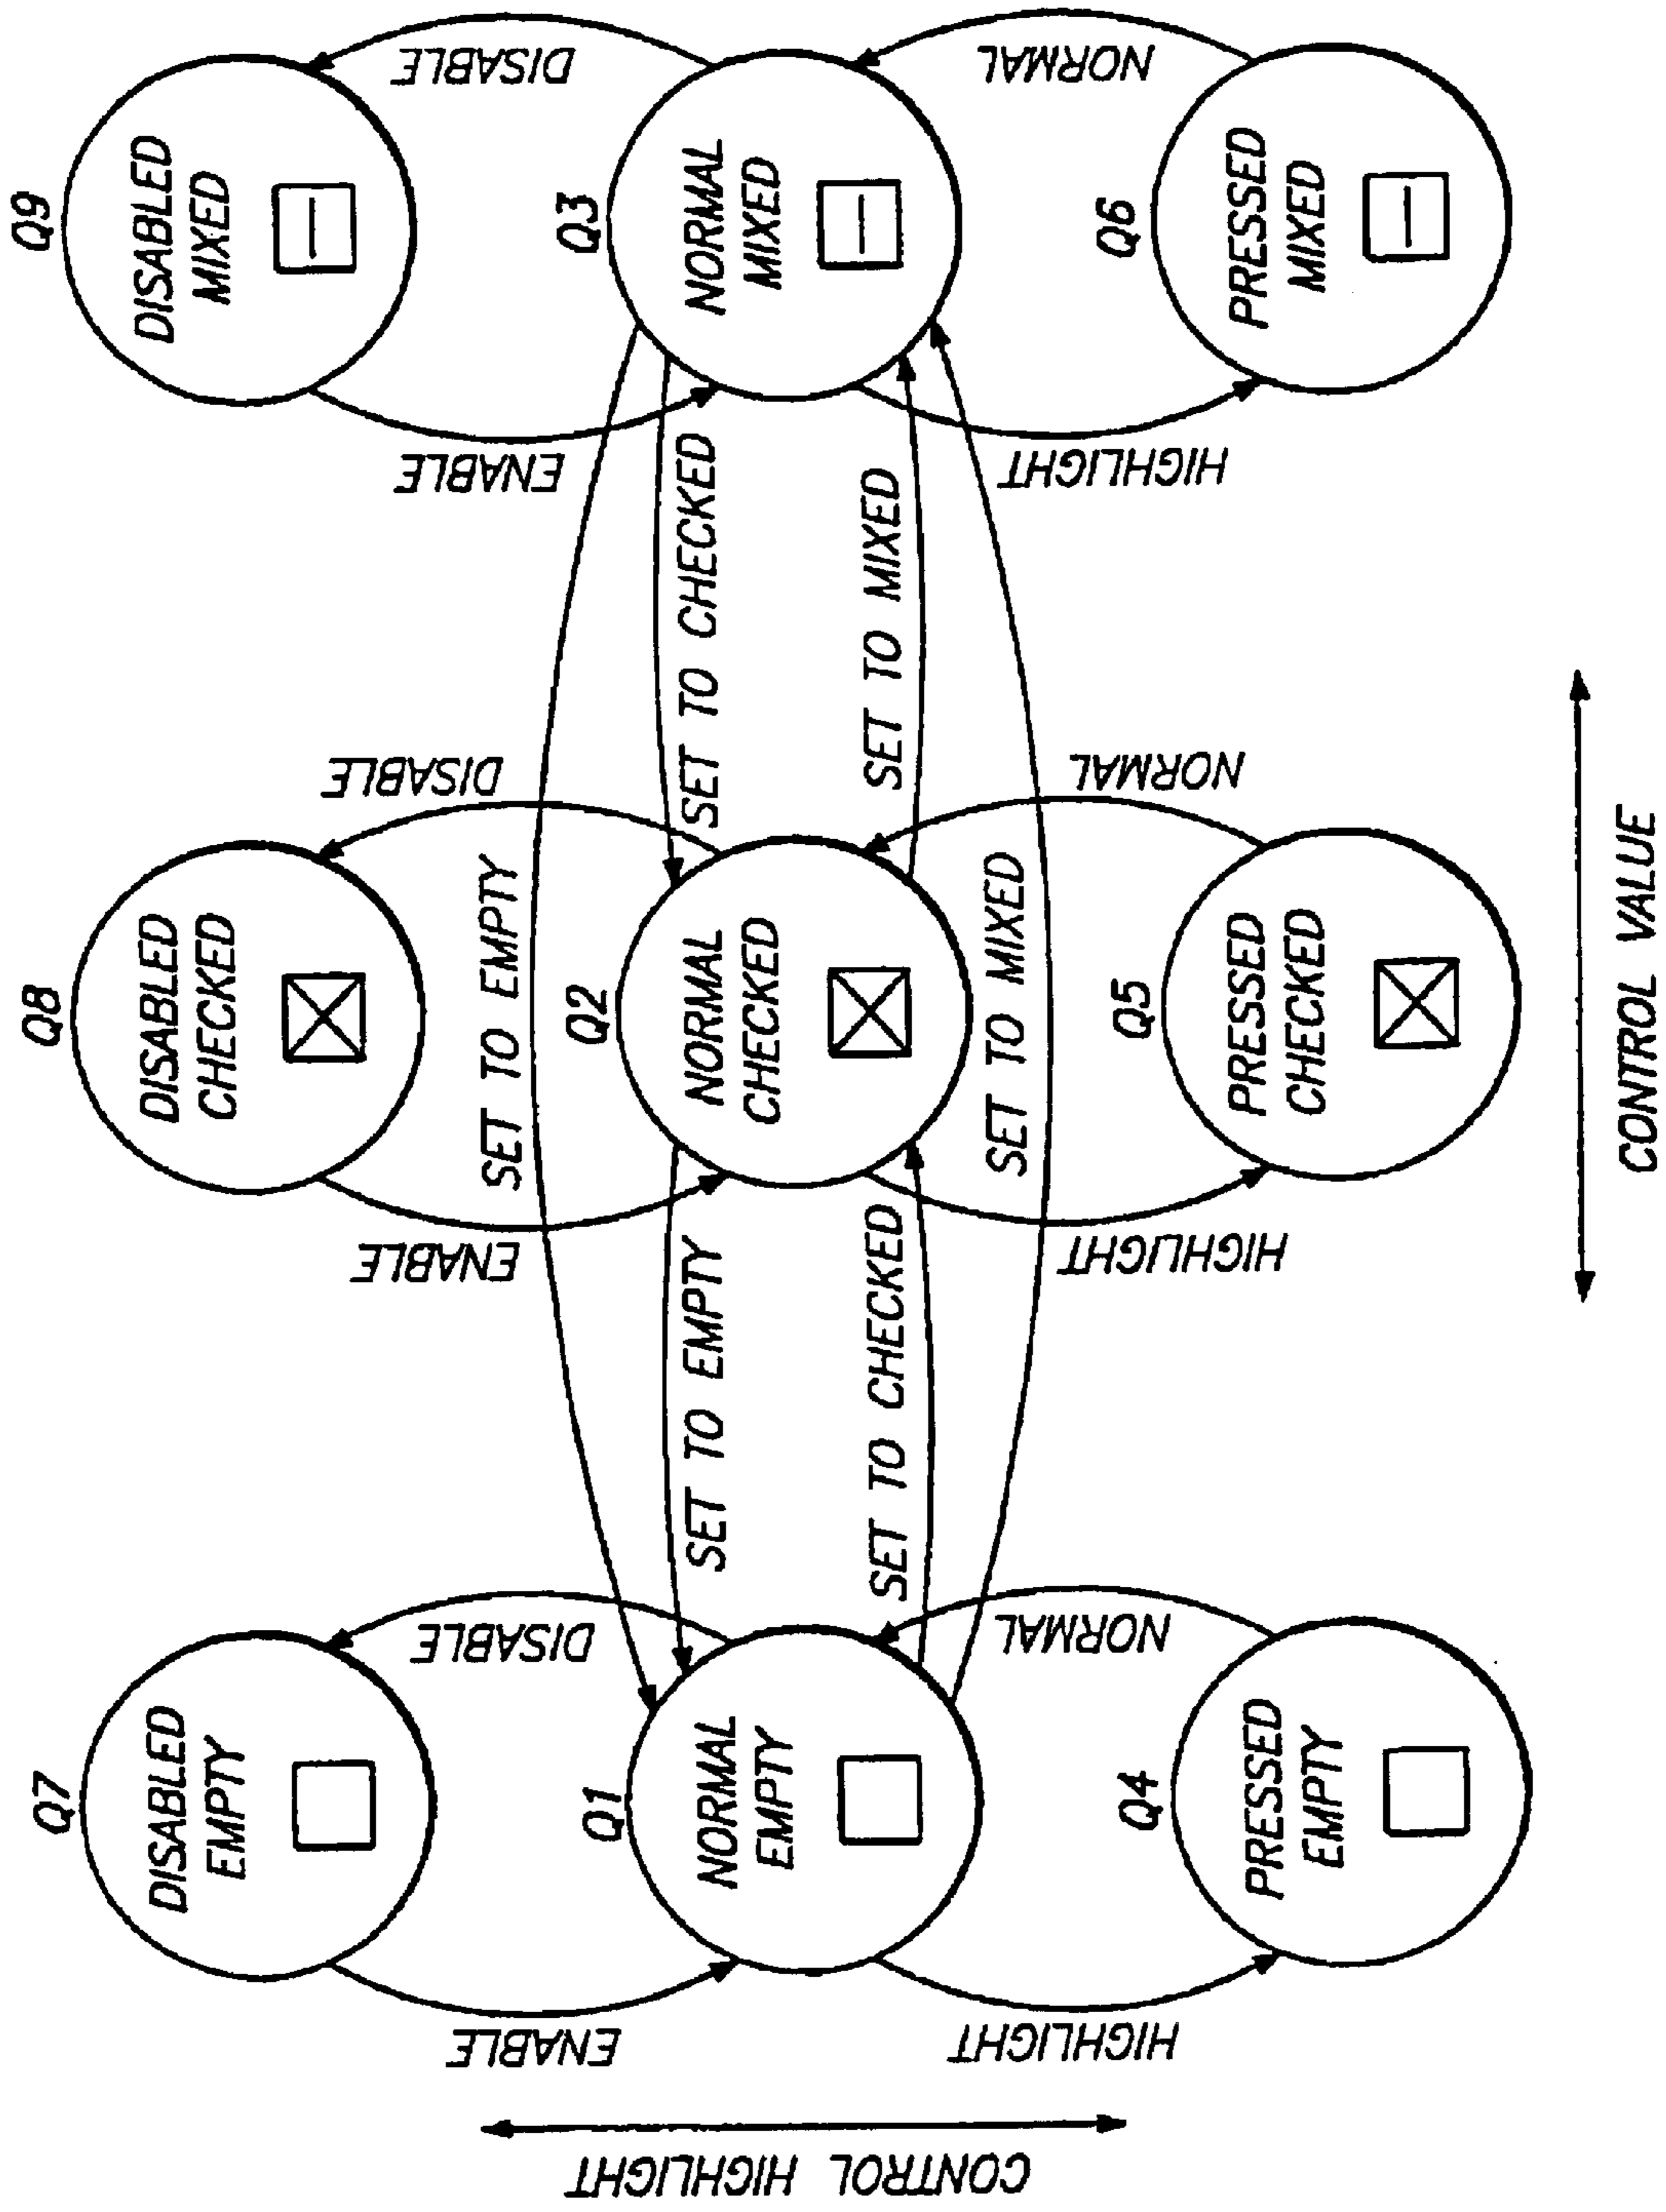 Q7
DISABLED
EMPTY
Q8
DISABLED
CHECKED
Q9
DISABLED
MIXED
ENABLE
DISABLE
ENABLE
DISABLE
ENABLE
DISABLE
SET TO EMPTY
Q1
NORMAL
EMPTY
SET TO EMPTY
SET TO CHECKED
Q2
NORMAL
CHECKED
SET TO CHECKED
SET TO MIXED
Q3
NORMAL
MIXED
SET TO MIXED
HIGHLIGHT
NORMAL
HIGHLIGHT
NORMAL
HIGHLIGHT
NORMAL
Q4
PRESSED
EMPTY
Q5
PRESSED
CHECKED
Q6
PRESSED
MIXED
CONTROL HIGHLIGHT
CONTROL VALUE